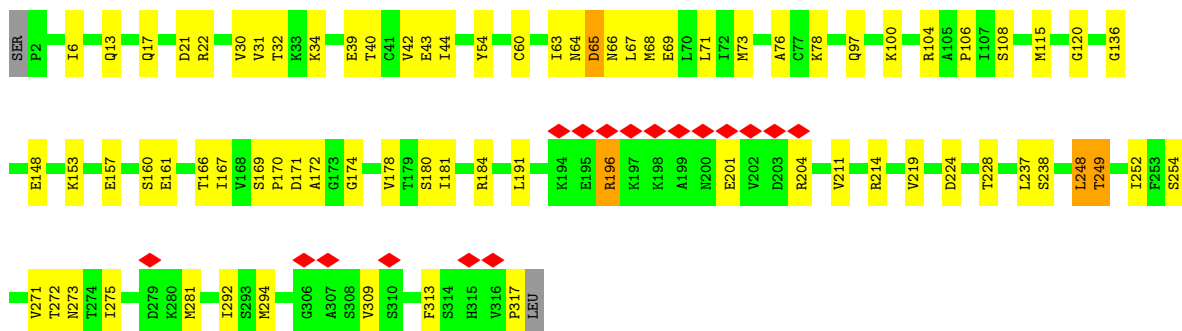 SER P2 I6 Q13 Q17 D21 R22 V30 V31 T32 K33 K34 E39 T40 C41 V42 E43 I44 Y54 C60 I63 N64 D65 N66 L67 M68 E69 L70 L71 I72 M73 A76 C77 K78 Q97 K100 R104 A105 P106 I107 S108 M115 G120 G136
E148 K153 E157 S160 E161 T166 I167 V168 S169 P170 D171 A172 G173 G174 V178 T179 S180 I181 R184 L191 K194 E195 R196 K197 K198 A199 N200 E201 V202 D203 R204 V211 R214 V219 D224 T228 L237 S238 L248 T249 I252 F253 S254
V271 T272 N273 T274 I275 D279 K280 M281 I292 S293 M294 G306 A307 S308 V309 S310 F313 S314 H315 V316 P317 LEU